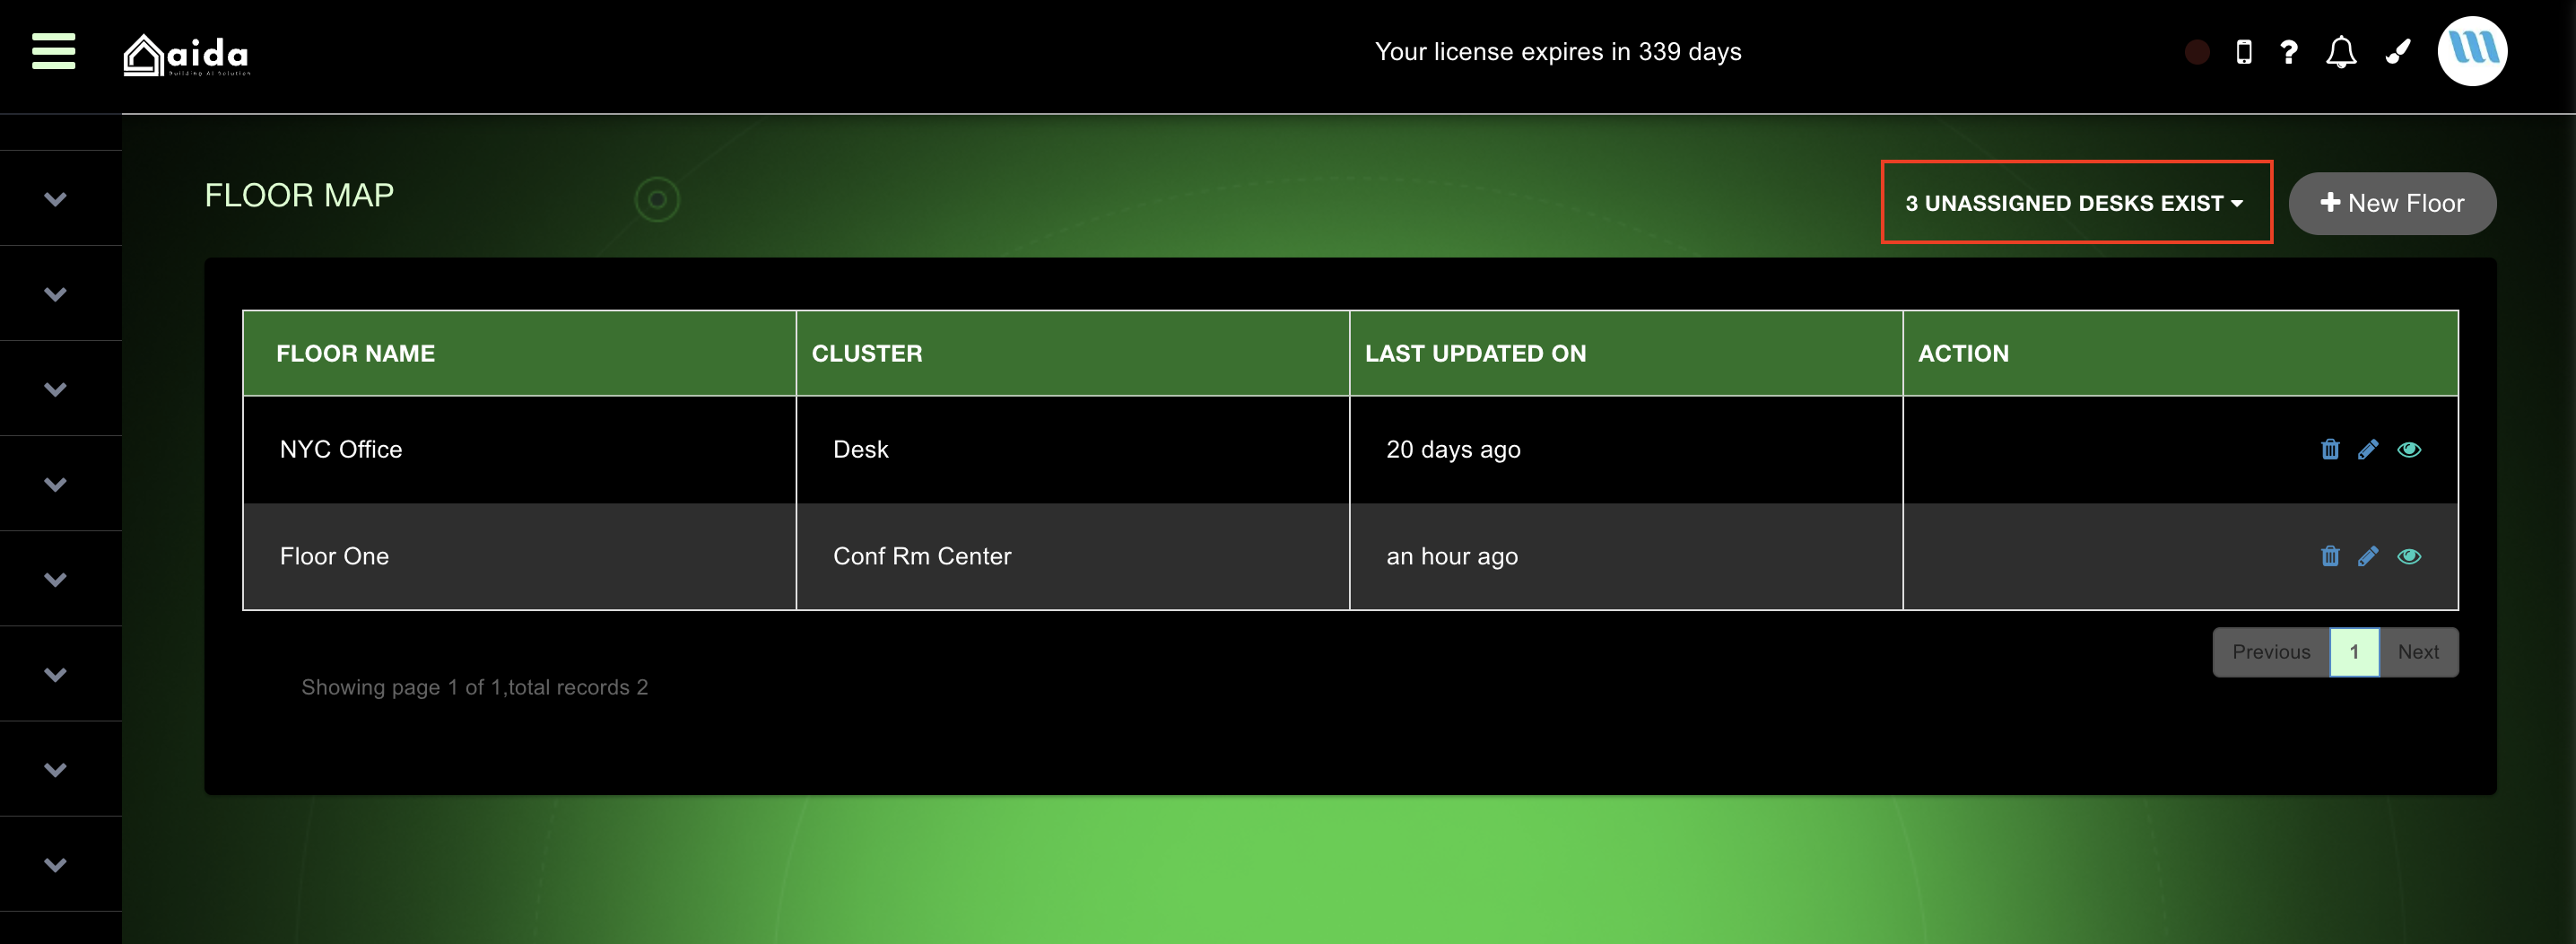 aida
Building AI Solution
Your license expires in 339 days
?
FLOOR MAP
3 UNASSIGNED DESKS EXIST
New Floor
FLOOR NAME CLUSTER LAST UPDATED ON ACTION
NYC Office Desk 20 days ago
Floor One Conf Rm Center an hour ago
Previous 1 Next
Showing page 1 of 1,total records 2